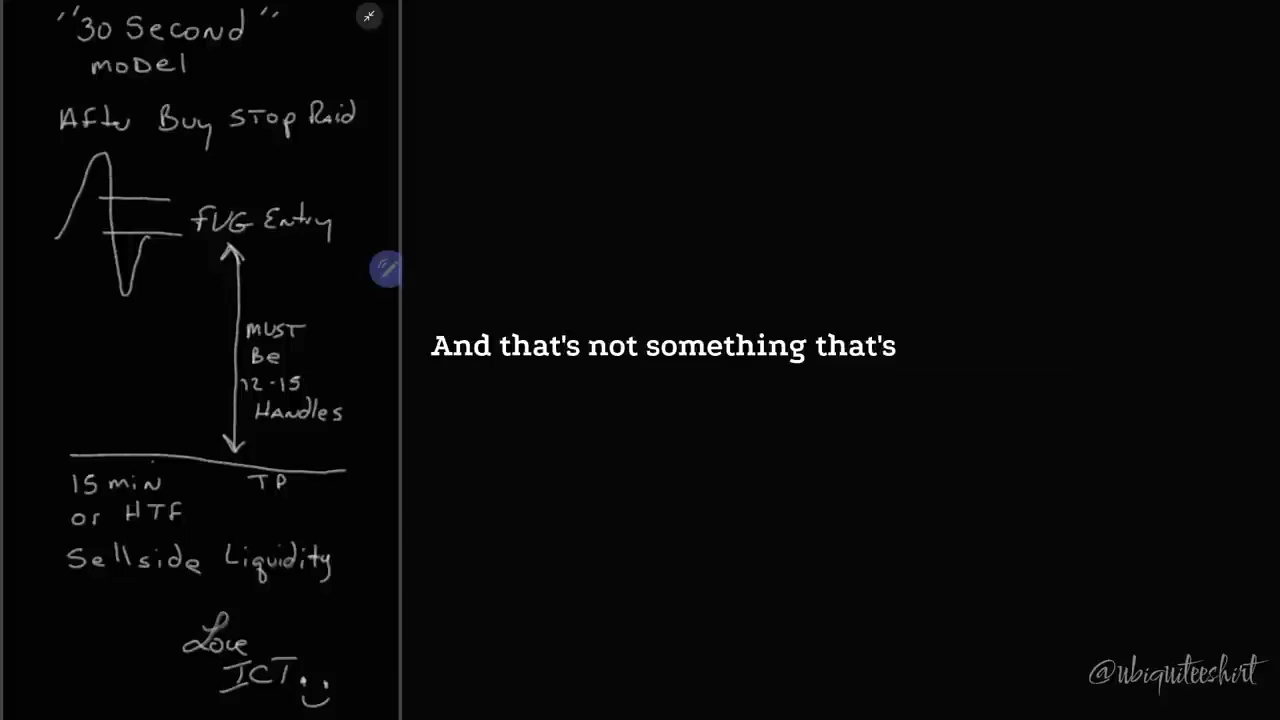 "30 Second"
model
After Buy Stop Raid
FVG Entry
MUST
Be
12-15
Handles
15 min
TP
or HTF
Sellside Liquidity
Love
ICT
And that's not something that's
@ubiquiteeshirt